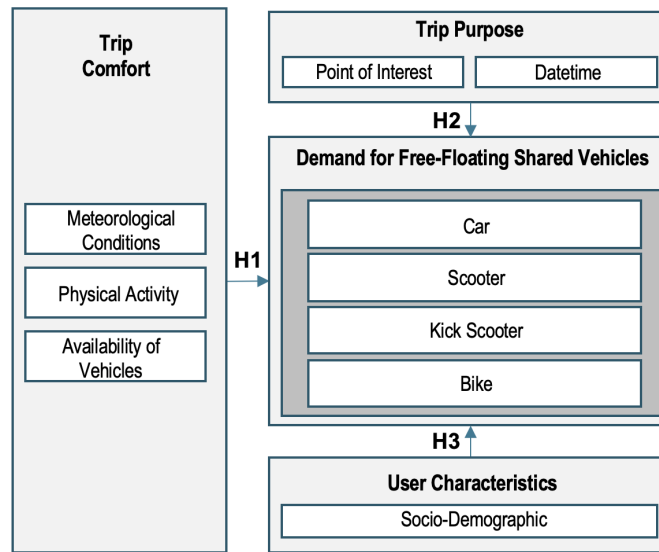 Trip
Comfort
Meteorological
Conditions
Physical Activity
Availability of
Vehicles
H1
Trip Purpose
Point of Interest
Datetime
H2
Demand for Free-Floating Shared Vehicles
Car
Scooter
Kick Scooter
Bike
H3
User Characteristics
Socio-Demographic